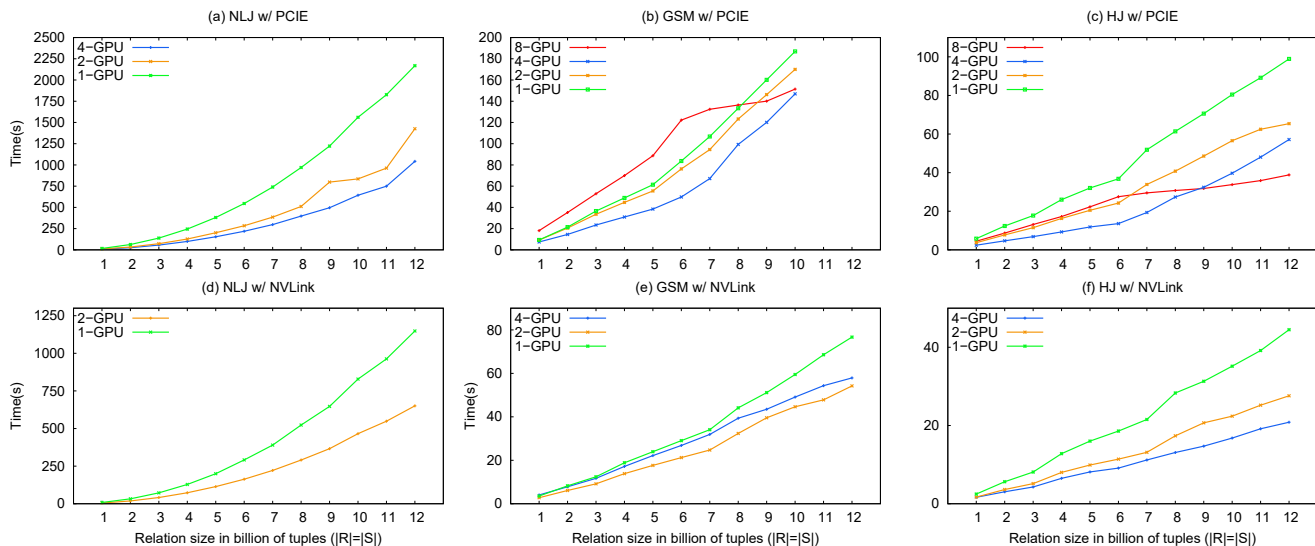 (a) NLJ w/ PCIE
2500
2250
2000
1750
1500
1250
1000
750
500
250
0
Time(s)
4-GPU
2-GPU
1-GPU
1 2 3 4 5 6 7 8 9 10 11 12
(b) GSM w/ PCIE
200
180
160
140
120
100
80
60
40
20
0
8-GPU
4-GPU
2-GPU
1-GPU
1 2 3 4 5 6 7 8 9 10 11 12
(c) HJ w/ PCIE
100
80
60
40
20
0
8-GPU
4-GPU
2-GPU
1-GPU
1 2 3 4 5 6 7 8 9 10 11 12
(d) NLJ w/ NVLink
1250
1000
750
500
250
0
Time(s)
2-GPU
1-GPU
1 2 3 4 5 6 7 8 9 10 11 12
Relation size in billion of tuples (|R|=|S|)
(e) GSM w/ NVLink
80
60
40
20
0
Time(s)
4-GPU
2-GPU
1-GPU
1 2 3 4 5 6 7 8 9 10 11 12
Relation size in billion of tuples (|R|=|S|)
(f) HJ w/ NVLink
40
20
0
4-GPU
2-GPU
1-GPU
1 2 3 4 5 6 7 8 9 10 11 12
Relation size in billion of tuples (|R|=|S|)